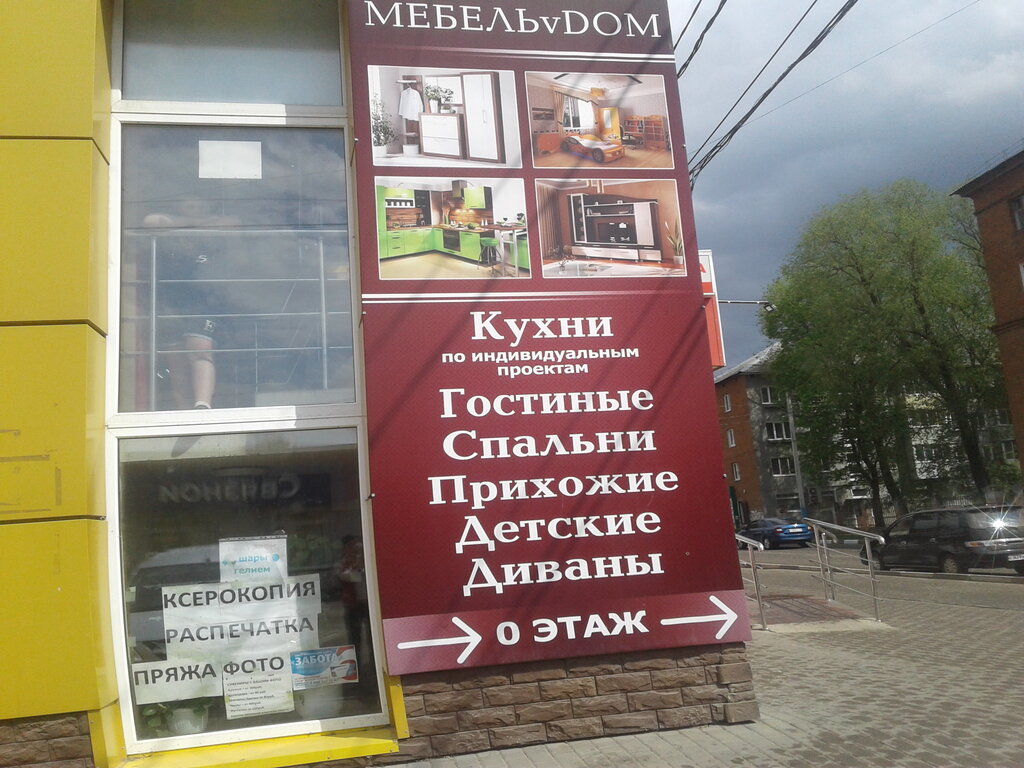 МЕБЕЛЬvDOM
Кухни
по индивидуальным
проектам
Гостиные
Спальни
Прихожие
Детские
Диваны
0 ЭТАЖ
шары
гелием
КСЕРОКОПИЯ
РАСПЕЧАТКА
ПРЯЖА ФОТО
ЗАБОТА